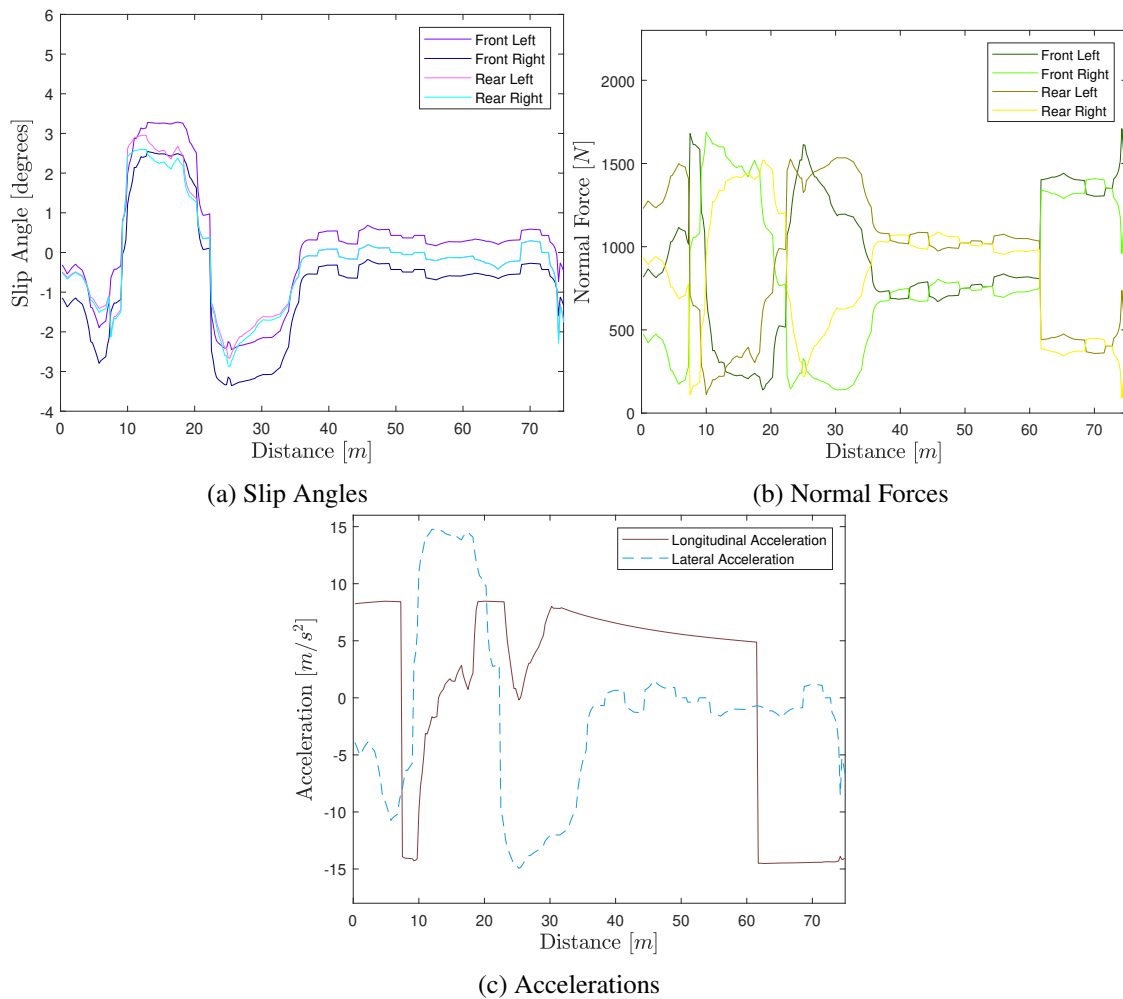 6
5
4
3
2
1
0
-1
-2
-3
-4
Slip Angle [degrees]
0 10 20 30 40 50 60 70
Distance [m]
Front Left
Front Right
Rear Left
Rear Right
(a) Slip Angles
2000
1500
1000
500
0
Normal Force [N]
0 10 20 30 40 50 60 70
Distance [m]
Front Left
Front Right
Rear Left
Rear Right
(b) Normal Forces
15
10
5
0
-5
-10
-15
Acceleration [m/s²]
0 10 20 30 40 50 60 70
Distance [m]
Longitudinal Acceleration
Lateral Acceleration
(c) Accelerations